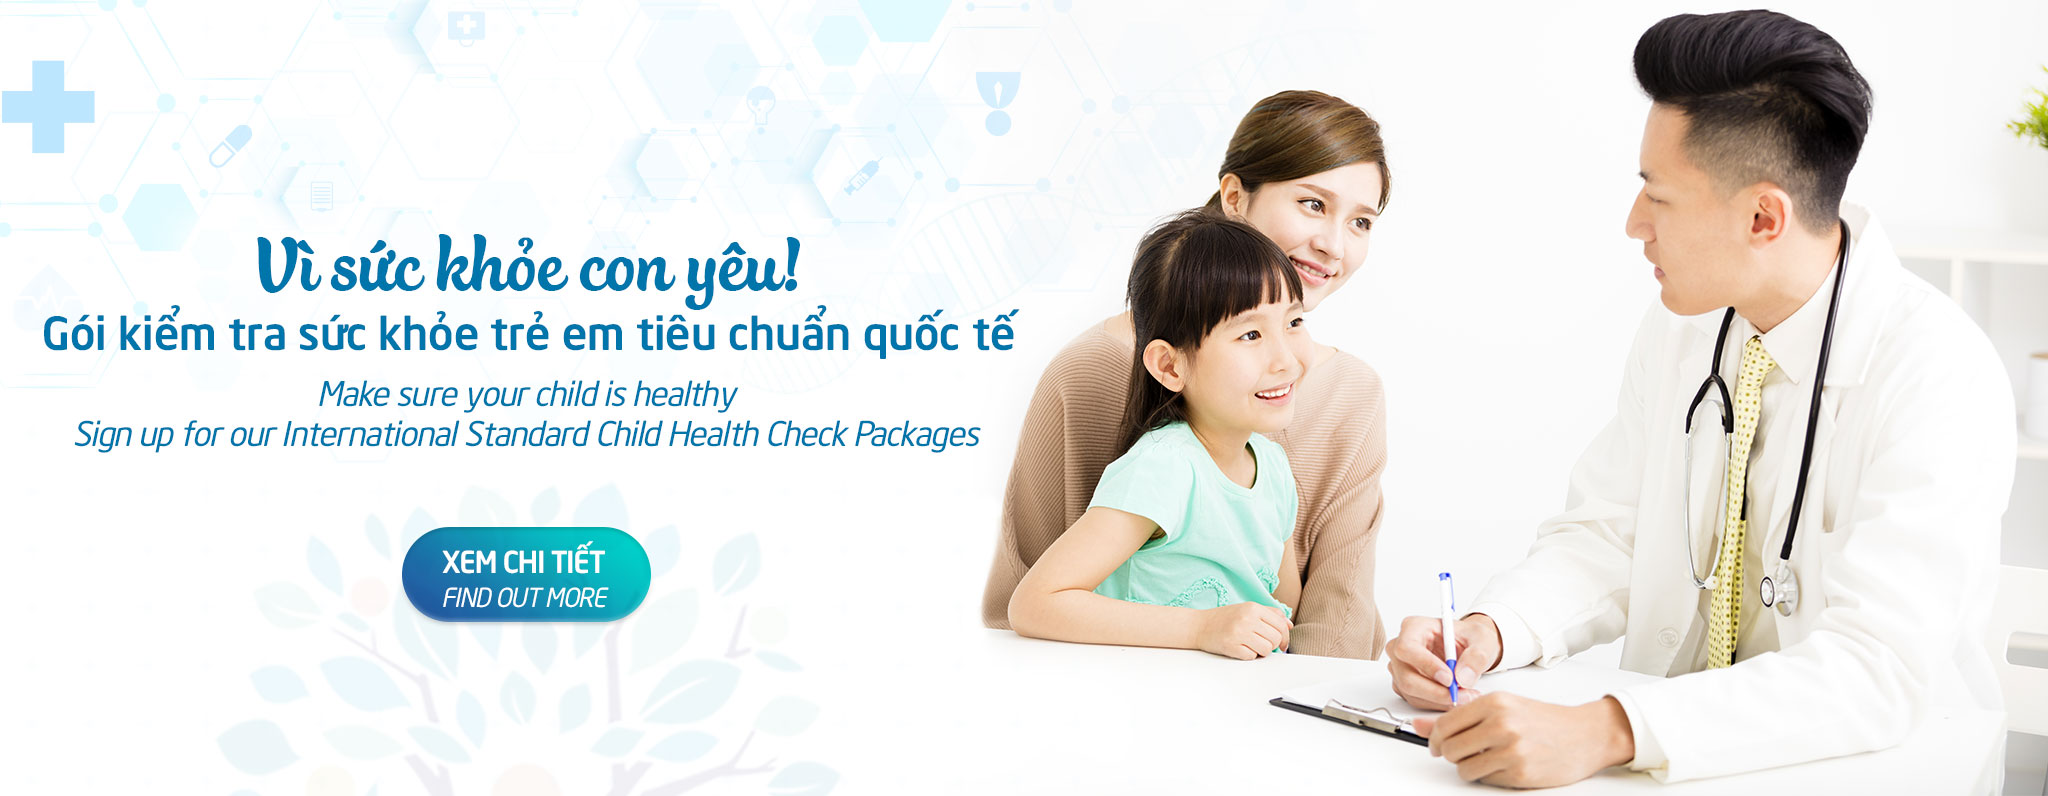 Vì sức khỏe con yêu!
Gói kiểm tra sức khỏe trẻ em tiêu chuẩn quốc tế
Make sure your child is healthy
Sign up for our International Standard Child Health Check Packages
XEM CHI TIẾT
FIND OUT MORE